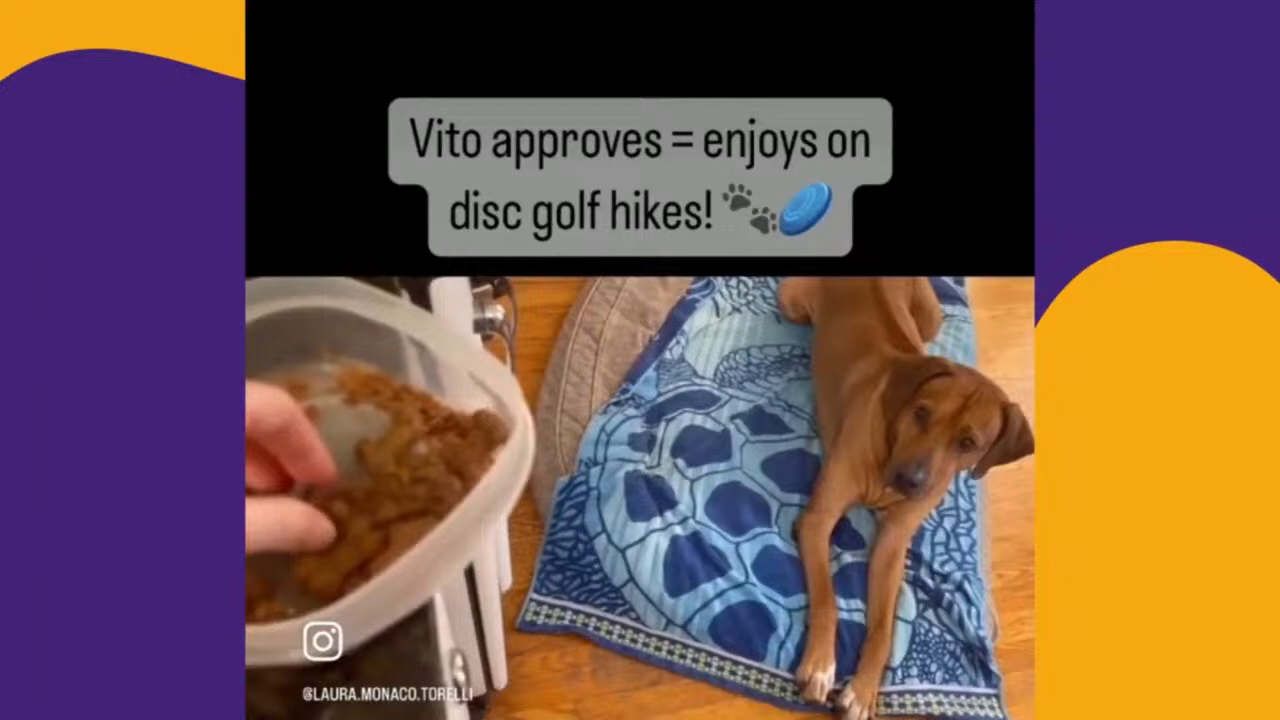 Vito approves = enjoys on
disc golf hikes! 🐾🥏
@LAURA.MONACO.TORELLI